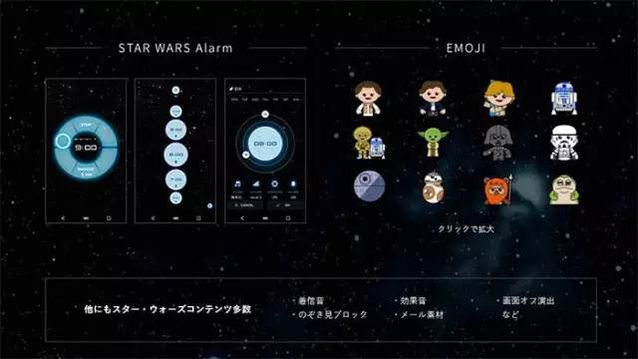 STAR WARS Alarm
EMOJI
STOP
9:00
SNOOZE
08:00
クリックで拡大
他にもスター・ウォーズコンテンツ多数
・着信音
・のぞき見ブロック
・効果音
・メール素材
・画面オフ演出
など